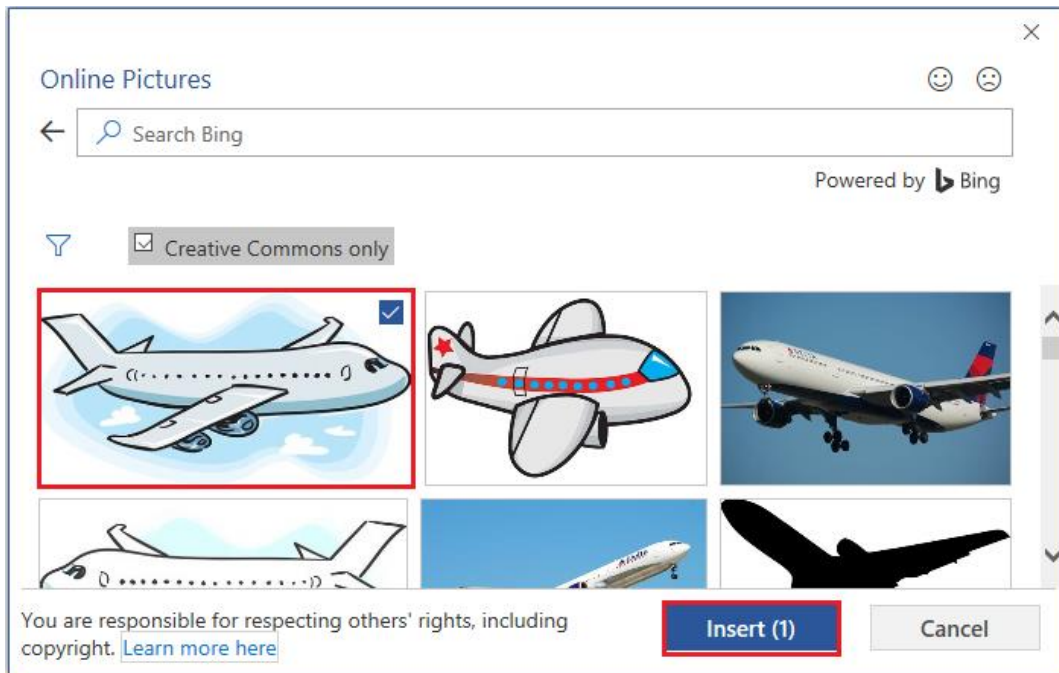 Online Pictures
Search Bing
Powered by Bing
Creative Commons only
You are responsible for respecting others' rights, including
copyright. Learn more here
Insert (1)
Cancel